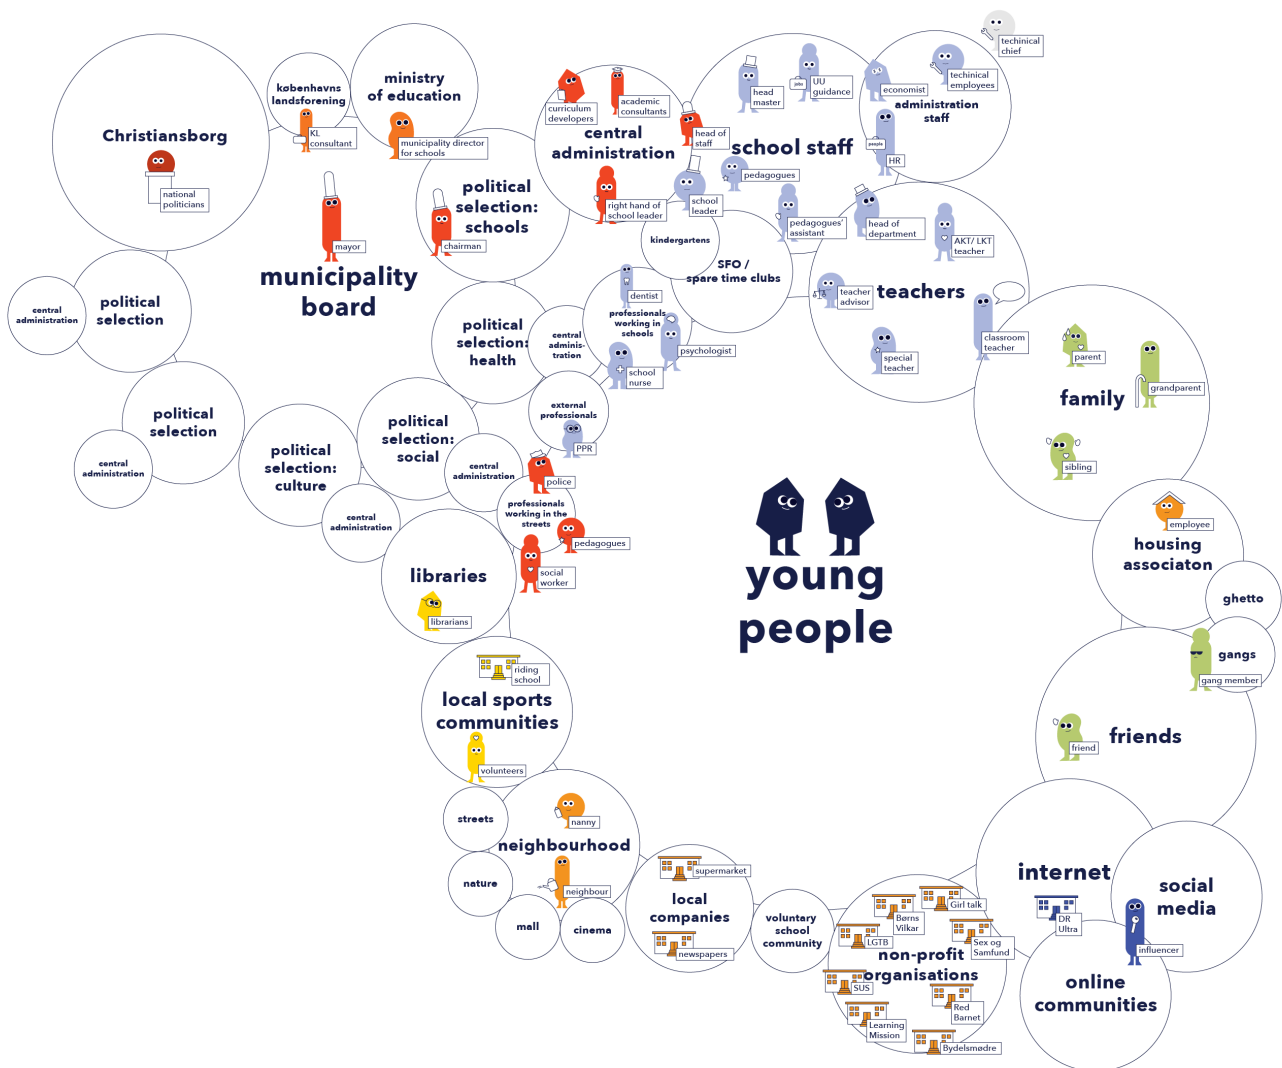 techinical
chief
Christiansborg
national
politicians
københavns
landsforening
KL
consultant
ministry
of education
municipality director
for schools
mayor
municipality
board
political
selection:
schools
chairman
curriculum
developers
academic
consultants
central
administration
head of
staff
right hand of
school leader
head
master
UU
guidance
jobs
school staff
pedagogues
school
leader
pedagogues'
assistant
economist
techinical
employees
administration
staff
people
HR
kindergartens
SFO /
spare time clubs
head of
department
AKT/ LKT
teacher
teacher
advisor
teachers
classroom
teacher
special
teacher
dentist
professionals
working in
schools
psychologist
school
nurse
central
administration
political
selection
political
selection:
health
central
adminis-
tration
political
selection
central
administration
political
selection:
culture
central
administration
political
selection:
social
central
administration
external
professionals
PPR
police
professionals
working in the
streets
pedagogues
social
worker
parent
grandparent
family
sibling
employee
housing
associaton
ghetto
gangs
gang member
friends
friend
young
people
libraries
librarians
riding
school
local sports
communities
volunteers
streets
nanny
neighbourhood
nature
neighbour
mall
cinema
supermarket
local
companies
newspapers
voluntary
school
community
Girl talk
Børns
Vilkar
LGTB
Sex og
Samfund
non-profit
organisations
SUS
Red
Barnet
Learning
Mission
Bydelsmødre
internet
DR
Ultra
social
media
influencer
online
communities